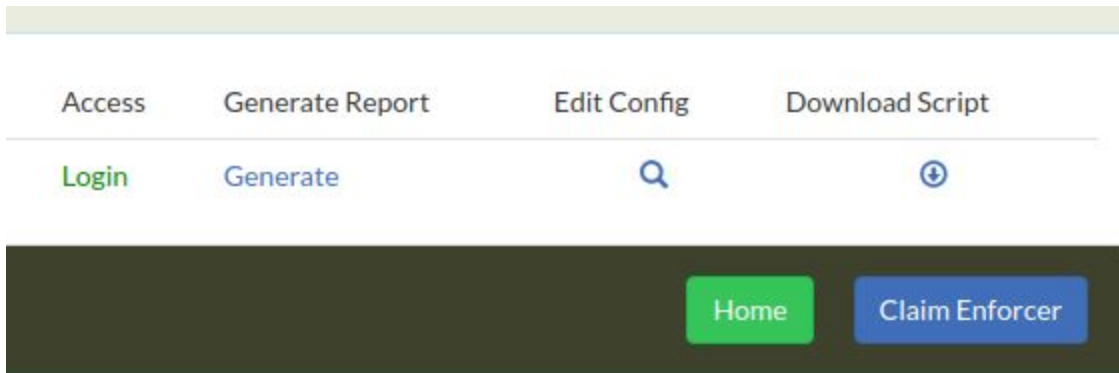 Access Generate Report Edit Config Download Script
Login Generate
Home Claim Enforcer